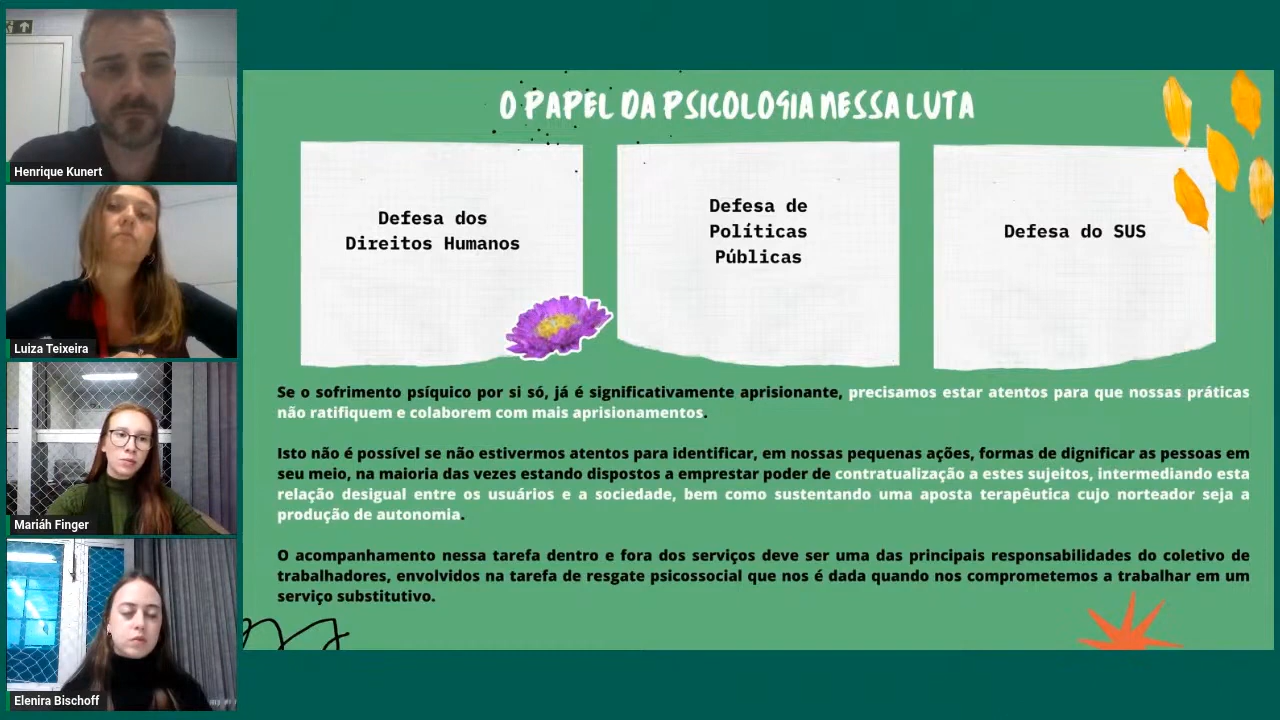 Henrique Kunert
Luiza Teixeira
Mariáh Finger
Elenira Bischoff
O PAPEL DA PSICOLOGIA NESSA LUTA
Defesa dos
Direitos Humanos
Defesa de
Políticas
Públicas
Defesa do SUS
Se o sofrimento psíquico por si só, já é significativamente aprisionante, precisamos estar atentos para que nossas práticas
não ratifiquem e colaborem com mais aprisionamentos.
Isto não é possível se não estivermos atentos para identificar, em nossas pequenas ações, formas de dignificar as pessoas em
seu meio, na maioria das vezes estando dispostos a emprestar poder de contratualização a estes sujeitos, intermediando esta
relação desigual entre os usuários e a sociedade, bem como sustentando uma aposta terapêutica cujo norteador seja a
produção de autonomia.
O acompanhamento nessa tarefa dentro e fora dos serviços deve ser uma das principais responsabilidades do coletivo de
trabalhadores, envolvidos na tarefa de resgate psicossocial que nos é dada quando nos comprometemos a trabalhar em um
serviço substitutivo.